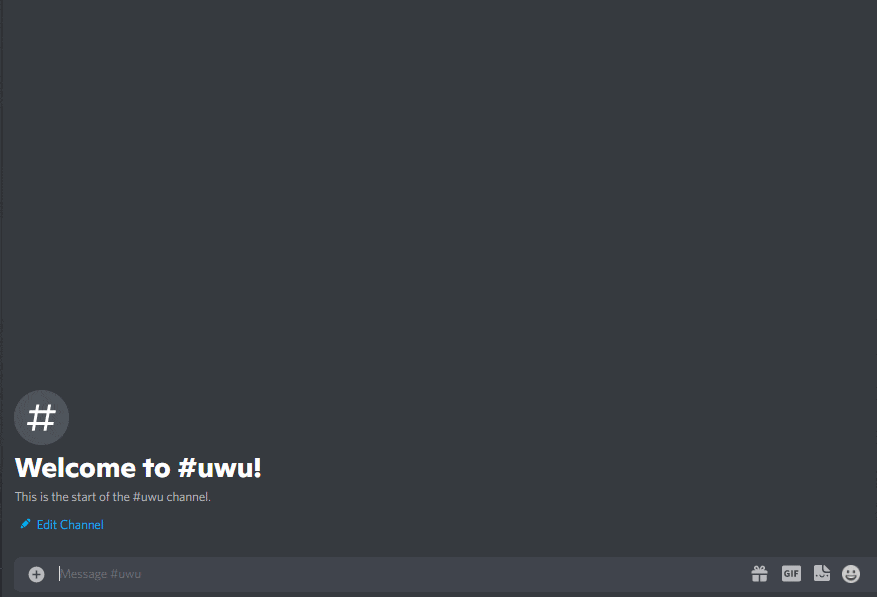 #
Welcome to #uwu!
This is the start of the #uwu channel.
Edit Channel
Message #uwu
GIF